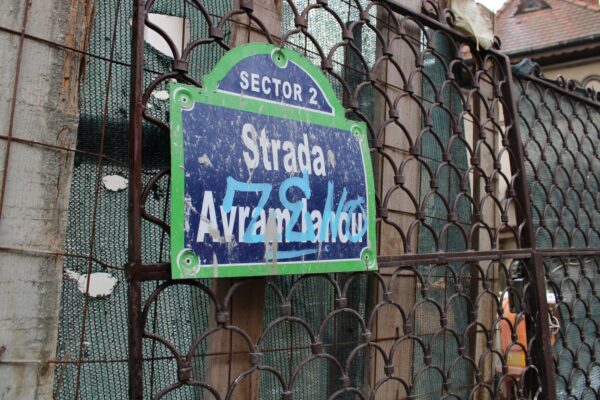 SECTOR 2
Strada
Avram Iancu